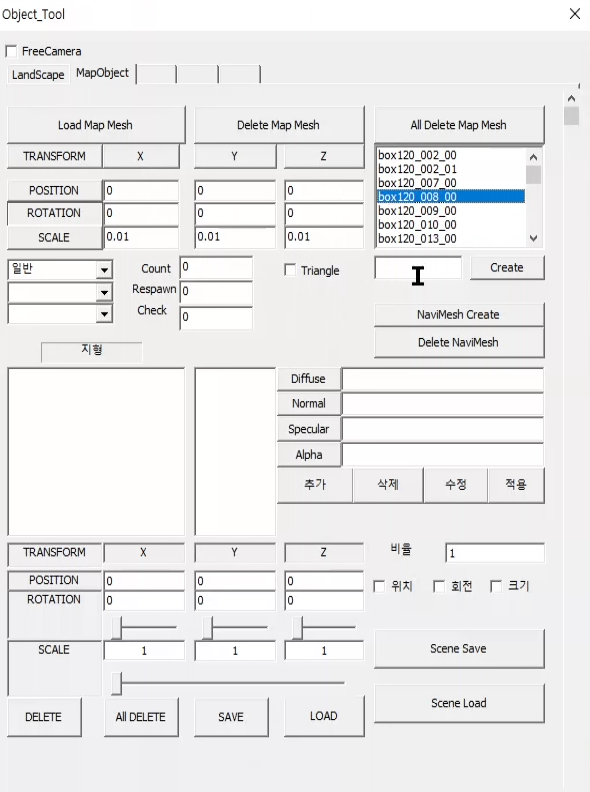 Object_Tool
FreeCamera
LandScape MapObject
Load Map Mesh Delete Map Mesh All Delete Map Mesh
TRANSFORM X Y Z
box120_002_00
box120_002_01
box120_007_00
box120_008_00
box120_009_00
box120_010_00
box120_013_00
POSITION 0 0 0
ROTATION 0 0 0
SCALE 0.01 0.01 0.01
일반 Count 0 Triangle Create
Respawn 0
Check 0
NaviMesh Create
Delete NaviMesh
지형
Diffuse
Normal
Specular
Alpha
추가 삭제 수정 적용
TRANSFORM X Y Z 비율 1
POSITION 0 0 0 위치 회전 크기
ROTATION 0 0 0
SCALE 1 1 1 Scene Save
DELETE All DELETE SAVE LOAD Scene Load